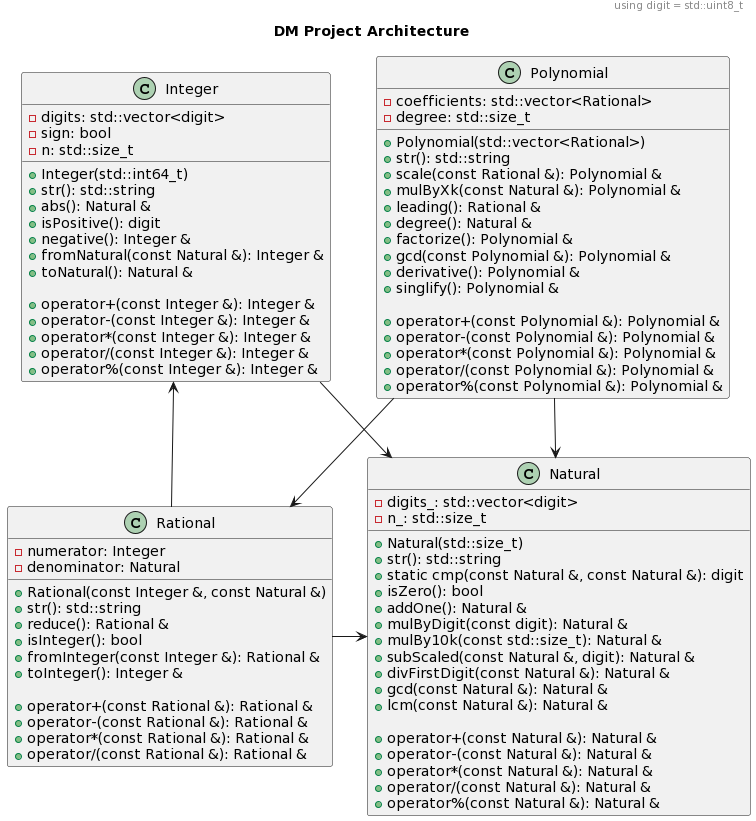 using digit = std::uint8_t
DM Project Architecture
C Integer
digits: std::vector<digit>
sign: bool
n: std::size_t
Integer(std::int64_t)
str(): std::string
abs(): Natural &
isPositive(): digit
negative(): Integer &
fromNatural(const Natural &): Integer &
toNatural(): Natural &
operator+(const Integer &): Integer &
operator-(const Integer &): Integer &
operator*(const Integer &): Integer &
operator/(const Integer &): Integer &
operator%(const Integer &): Integer &
C Polynomial
coefficients: std::vector<Rational>
degree: std::size_t
Polynomial(std::vector<Rational>)
str(): std::string
scale(const Rational &): Polynomial &
mulByXk(const Natural &): Polynomial &
leading(): Rational &
degree(): Natural &
factorize(): Polynomial &
gcd(const Polynomial &): Polynomial &
derivative(): Polynomial &
singlify(): Polynomial &
operator+(const Polynomial &): Polynomial &
operator-(const Polynomial &): Polynomial &
operator*(const Polynomial &): Polynomial &
operator/(const Polynomial &): Polynomial &
operator%(const Polynomial &): Polynomial &
C Rational
numerator: Integer
denominator: Natural
Rational(const Integer &, const Natural &)
str(): std::string
reduce(): Rational &
isInteger(): bool
fromInteger(const Integer &): Rational &
toInteger(): Integer &
operator+(const Rational &): Rational &
operator-(const Rational &): Rational &
operator*(const Rational &): Rational &
operator/(const Rational &): Rational &
C Natural
digits_: std::vector<digit>
n_: std::size_t
Natural(std::size_t)
str(): std::string
static cmp(const Natural &, const Natural &): digit
isZero(): bool
addOne(): Natural &
mulByDigit(const digit): Natural &
mulBy10k(const std::size_t): Natural &
subScaled(const Natural &, digit): Natural &
divFirstDigit(const Natural &): Natural &
gcd(const Natural &): Natural &
lcm(const Natural &): Natural &
operator+(const Natural &): Natural &
operator-(const Natural &): Natural &
operator*(const Natural &): Natural &
operator/(const Natural &): Natural &
operator%(const Natural &): Natural &